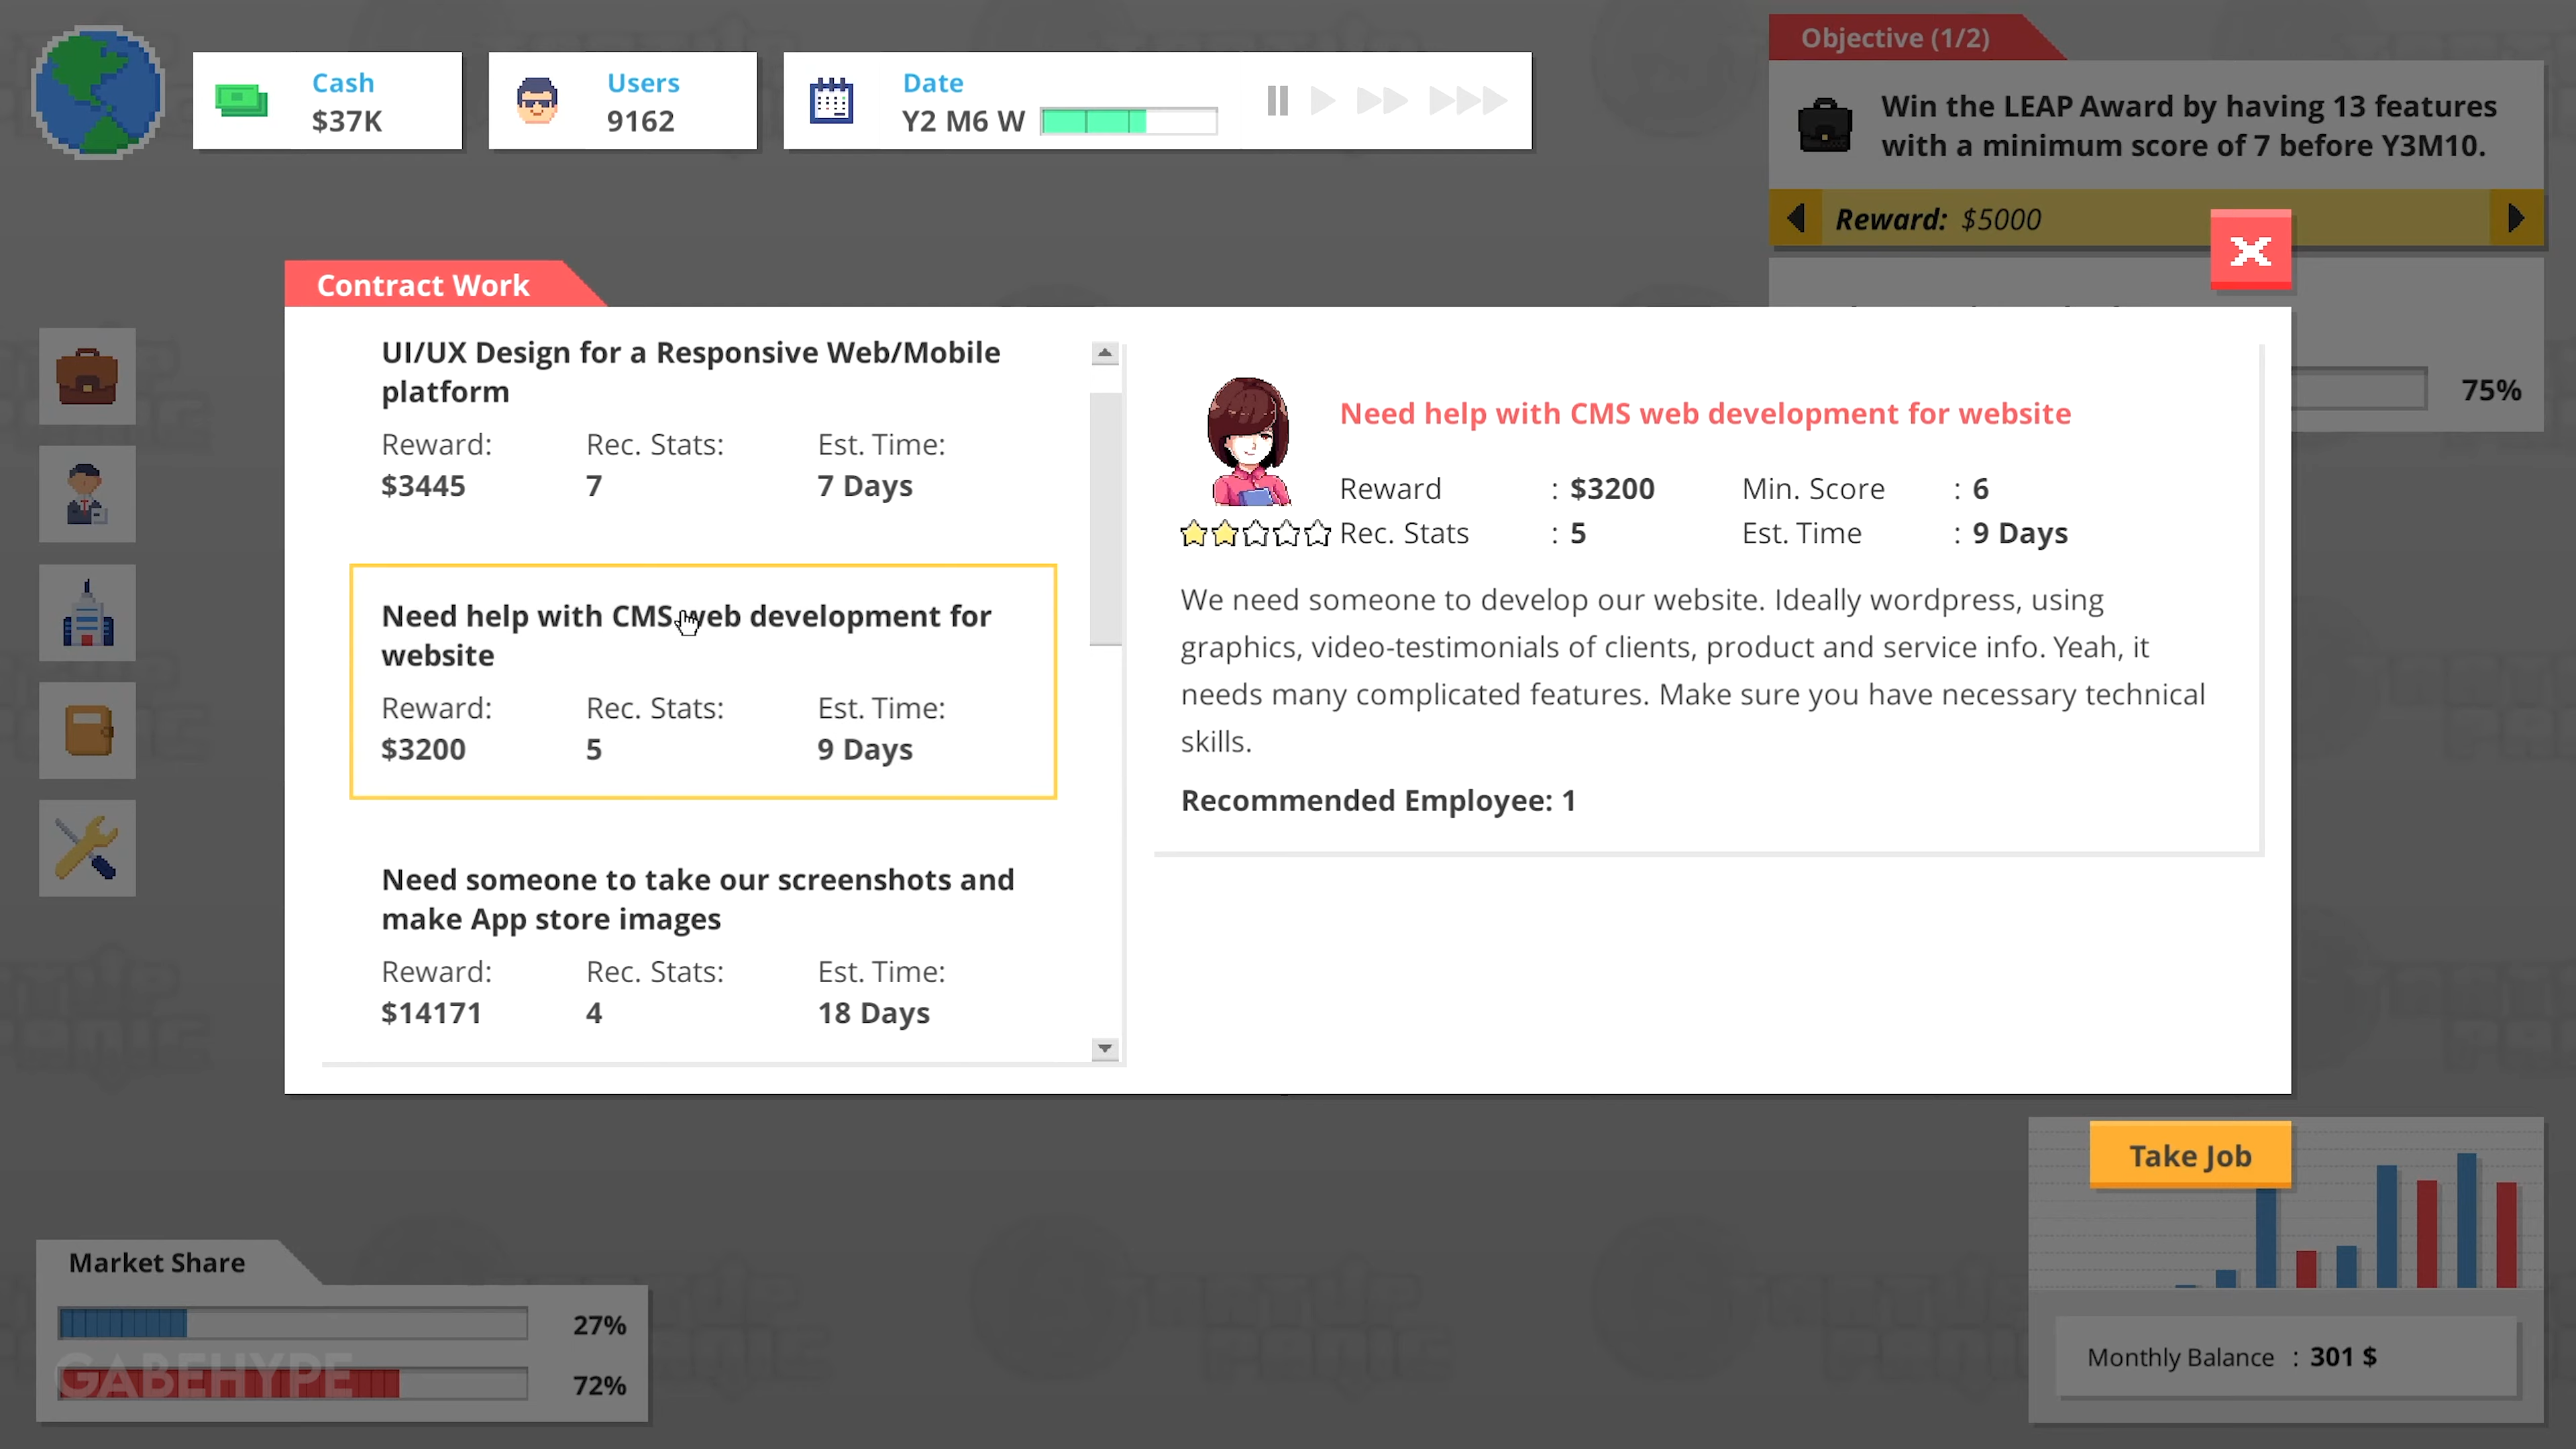 Cash
$37K
Users
9162
Date
Y2 M6 W
Objective (1/2)
Win the LEAP Award by having 13 features
with a minimum score of 7 before Y3M10.
Reward: $5000
75%
Contract Work
UI/UX Design for a Responsive Web/Mobile
platform
Reward: Rec. Stats: Est. Time:
$3445 7 7 Days
Need help with CMS web development for
website
Reward: Rec. Stats: Est. Time:
$3200 5 9 Days
Need someone to take our screenshots and
make App store images
Reward: Rec. Stats: Est. Time:
$14171 4 18 Days
Need help with CMS web development for website
Reward : $3200 Min. Score : 6
Rec. Stats : 5 Est. Time : 9 Days
We need someone to develop our website. Ideally wordpress, using
graphics, video-testimonials of clients, product and service info. Yeah, it
needs many complicated features. Make sure you have necessary technical
skills.
Recommended Employee: 1
Take Job
Market Share
27%
72%
GABEHYPE
Monthly Balance : 301 $